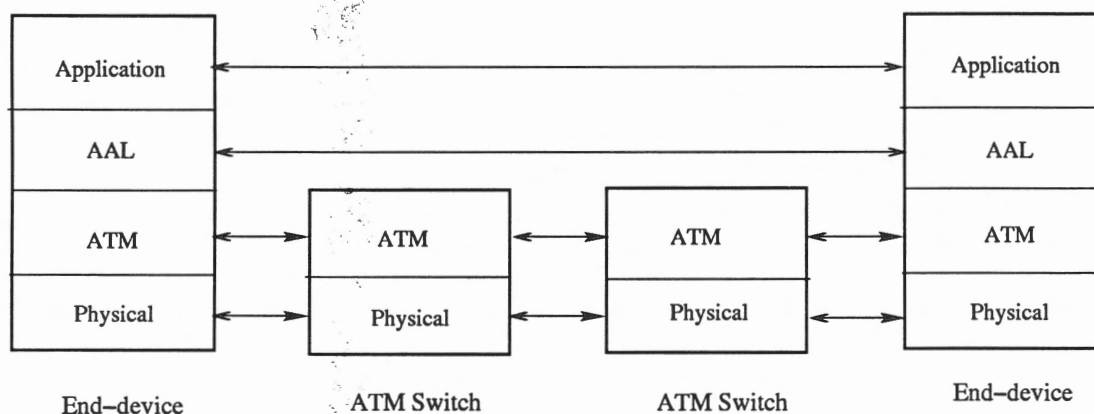 Application
Application
AAL
AAL
ATM
ATM
ATM
ATM
Physical
Physical
Physical
Physical
End-device
ATM Switch
ATM Switch
End-device